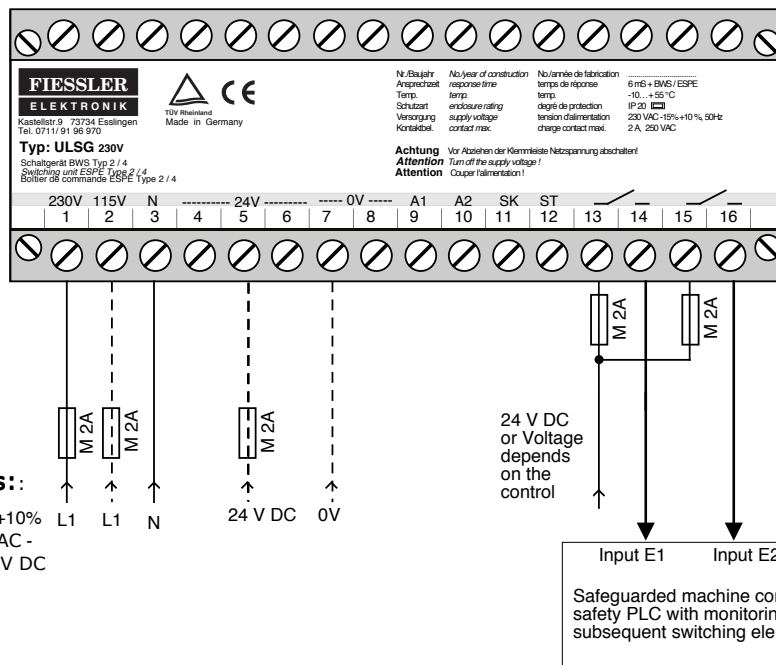 FIESSLER
ELEKTRONIK
Kastellstr.9 73734 Esslingen
Tel. 0711/ 91 96 970
Typ: ULSG 230V
Schaltgerät BWS Typ 2 / 4
Switching unit ESPE Type 2 / 4
Boîtier de commande ESPE Type 2 / 4
TÜV Rheinland
Made in Germany
CE
Nr./Baujahr No./year of construction No./année de fabrication ........................
Ansprechzeit response time temps de réponse 6 mS + BWS / ESPE
Temp. temp. temp. -10… + 55 °C
Schutzart enclosure rating degré de protection IP 20
Versorgung supply voltage tension d'alimentation 230 VAC -15% +10 %, 50Hz
Kontaktbel. contact max. charge contact maxi. 2 A, 250 VAC
Achtung Vor Abziehen der Klemmleiste Netzspannung abschalten!
Attention Turn off the supply voltage !
Attention Couper l'alimentation !
230V 115V N ---------- 24V --------- ----- 0V ----- A1 A2 SK ST
1 2 3 4 5 6 7 8 9 10 11 12 13 14 15 16
M 2A
M 2A
M 2A
M 2A
M 2A
24 V DC
or Voltage
depends
on the
control
s::
+10%
AC -
V DC
L1 L1 N 24 V DC 0V
Input E1 Input E2
Safeguarded machine con
safety PLC with monitorin
subsequent switching ele